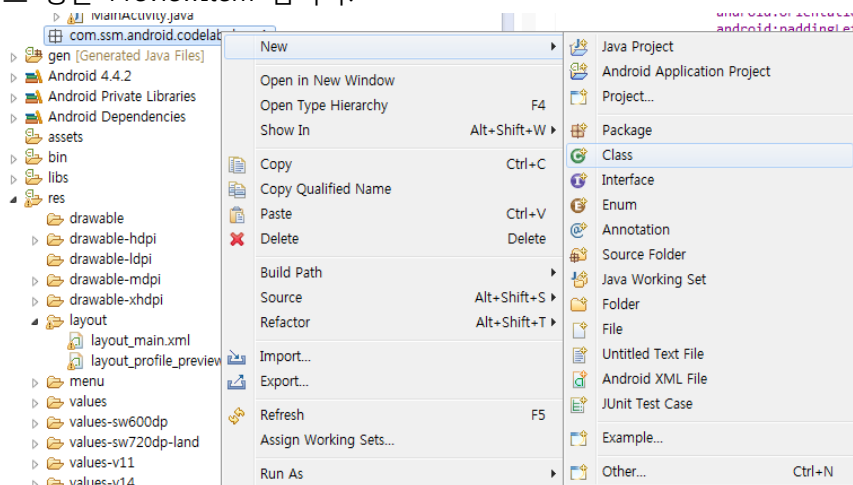 MainActivity.java
com.ssm.android.codelab
gen [Generated Java Files]
Android 4.4.2
Android Private Libraries
Android Dependencies
assets
bin
libs
res
drawable
drawable-hdpi
drawable-ldpi
drawable-mdpi
drawable-xhdpi
layout
layout_main.xml
layout_profile_preview
menu
values
values-sw600dp
values-sw720dp-land
values-v11
values-v14
New
Open in New Window
Open Type Hierarchy F4
Show In Alt+Shift+W
Copy Ctrl+C
Copy Qualified Name
Paste Ctrl+V
Delete Delete
Build Path
Source Alt+Shift+S
Refactor Alt+Shift+T
Import...
Export...
Refresh F5
Assign Working Sets...
Run As
android:orientati
android:paddingLe
Java Project
Android Application Project
Project...
Package
Class
Interface
Enum
Annotation
Source Folder
Java Working Set
Folder
File
Untitled Text File
Android XML File
JUnit Test Case
Example...
Other... Ctrl+N